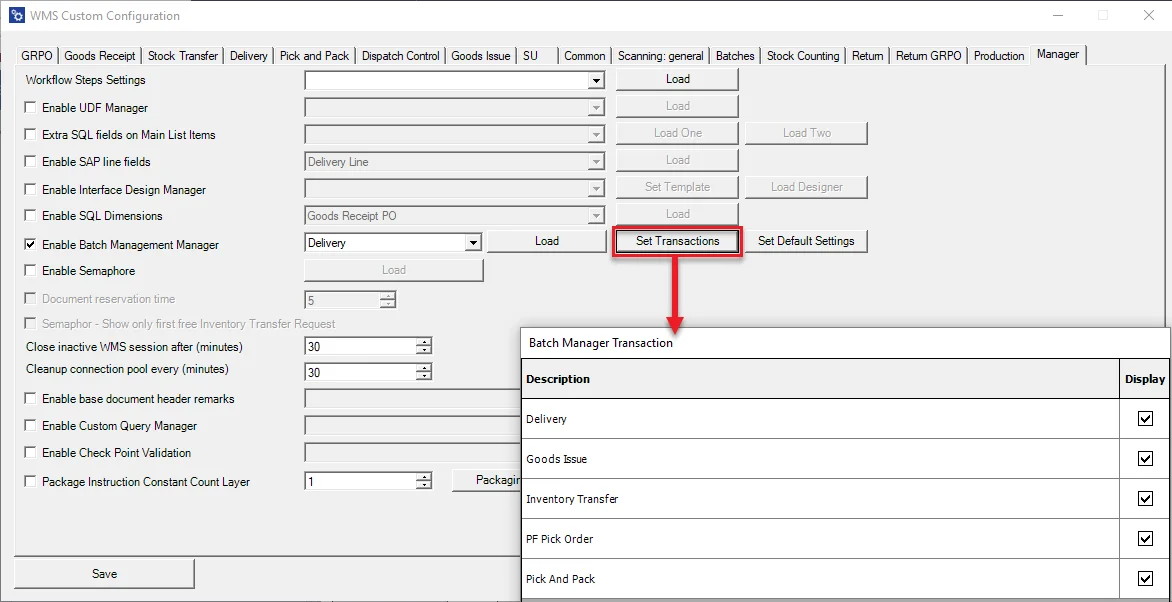 WMS Custom Configuration
GRPO Goods Receipt Stock Transfer Delivery Pick and Pack Dispatch Control Goods Issue SU Common Scanning: general Batches Stock Counting Return Return GRPO Production Manager
Workflow Steps Settings Load
Enable UDF Manager Load
Extra SQL fields on Main List Items Load One Load Two
Enable SAP line fields Delivery Line Load
Enable Interface Design Manager Set Template Load Designer
Enable SQL Dimensions Goods Receipt PO Load
Enable Batch Management Manager Delivery Load Set Transactions Set Default Settings
Enable Semaphore Load
Document reservation time 5
Semaphor - Show only first free Inventory Transfer Request
Close inactive WMS session after (minutes) 30
Cleanup connection pool every (minutes) 30
Enable base document header remarks
Enable Custom Query Manager
Enable Check Point Validation
Package Instruction Constant Count Layer 1
Save
Batch Manager Transaction
Description Display
Delivery
Goods Issue
Inventory Transfer
PF Pick Order
Pick And Pack